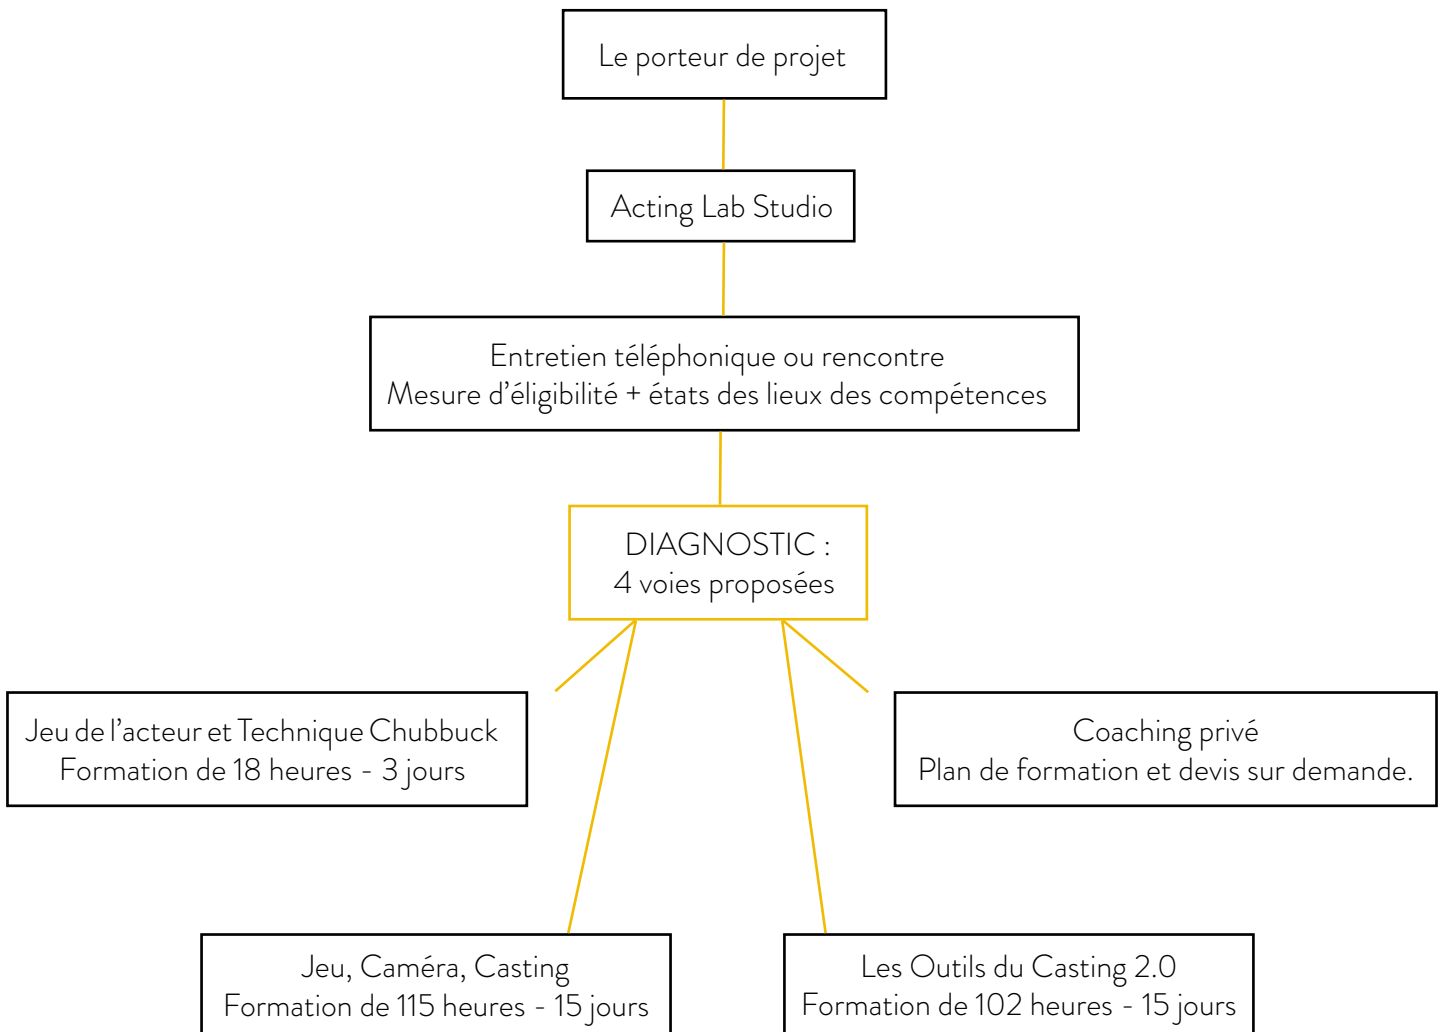 Le porteur de projet
Acting Lab Studio
Entretien téléphonique ou rencontre
Mesure d'éligibilité + états des lieux des compétences
DIAGNOSTIC :
4 voies proposées
Jeu de l'acteur et Technique Chubbuck
Formation de 18 heures - 3 jours
Coaching privé
Plan de formation et devis sur demande.
Jeu, Caméra, Casting
Formation de 115 heures - 15 jours
Les Outils du Casting 2.0
Formation de 102 heures - 15 jours